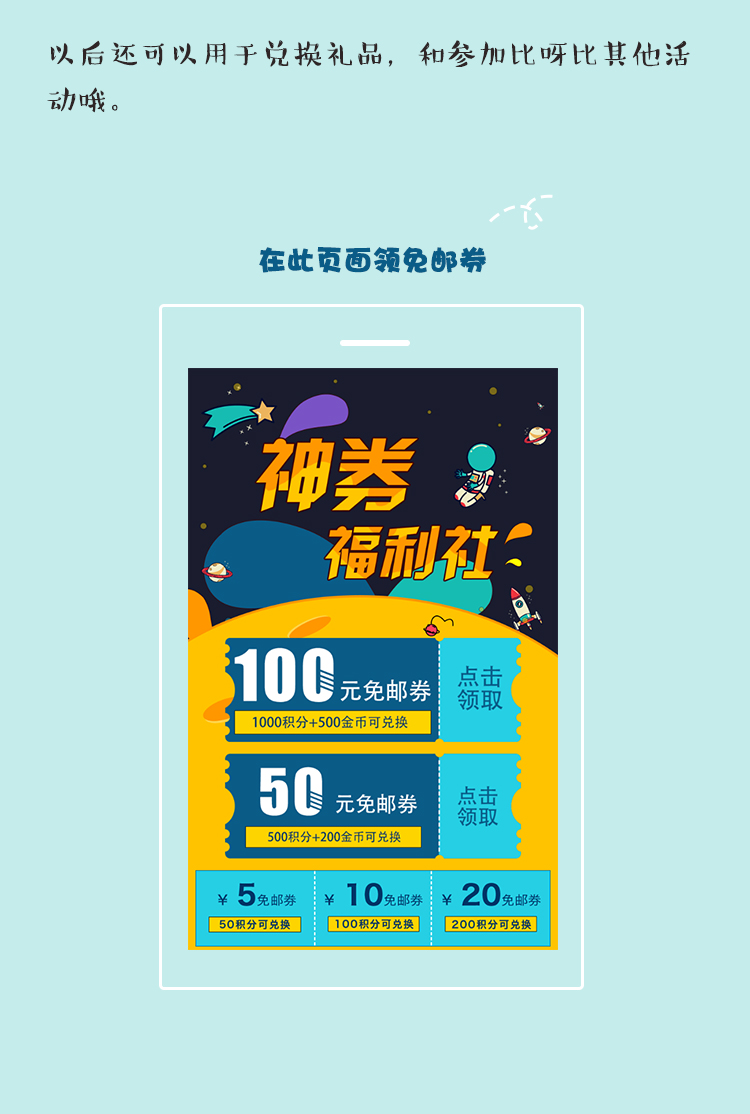 以后还可以用于兑换礼品，和参加比呀比其他活
动哦。
在此页面领免邮券
神券
福利社
100元免邮券
点击
领取
1000积分+500金币可兑换
50元免邮券
点击
领取
500积分+200金币可兑换
¥ 5免邮券 ¥ 10免邮券 ¥ 20免邮券
50积分可兑换 100积分可兑换 200积分可兑换